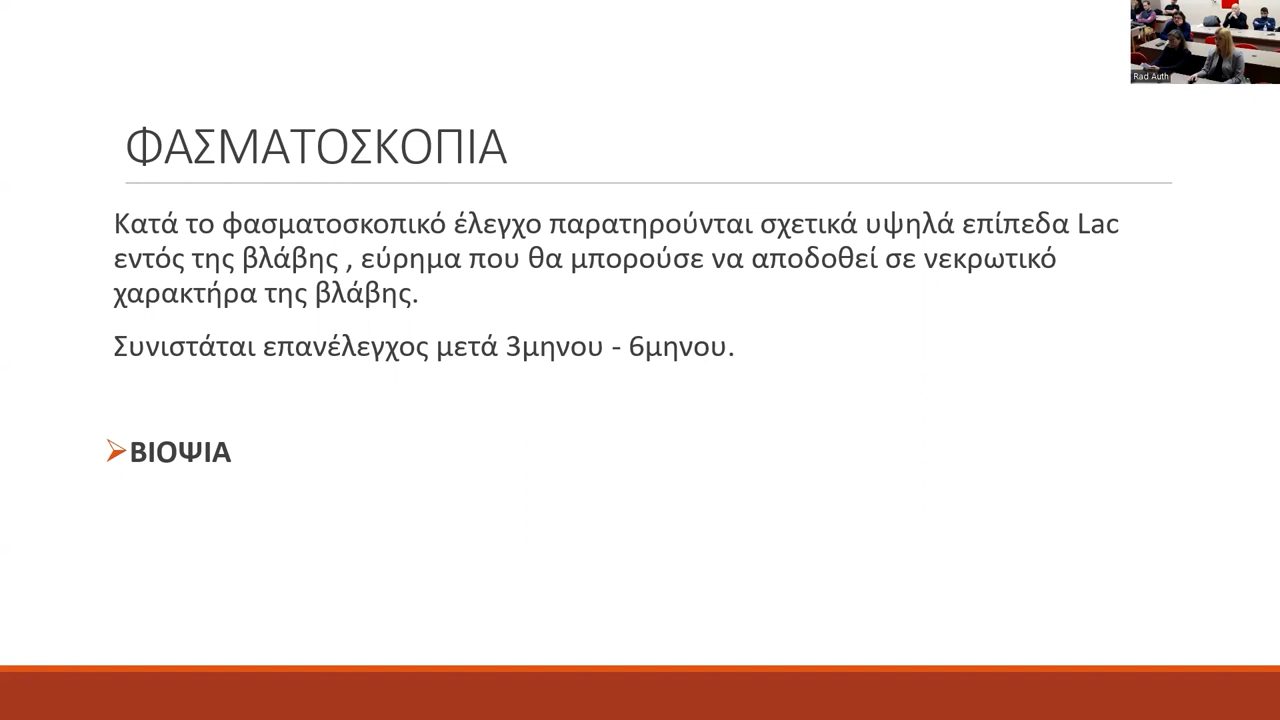 Rad Auth
ΦΑΣΜΑΤΟΣΚΟΠΙΑ
Κατά το φασματοσκοπικό έλεγχο παρατηρούνται σχετικά υψηλά επίπεδα Lac
εντός της βλάβης , εύρημα που θα μπορούσε να αποδοθεί σε νεκρωτικό
χαρακτήρα της βλάβης.
Συνιστάται επανέλεγχος μετά 3μηνου - 6μηνου.
ΒΙΟΨΙΑ